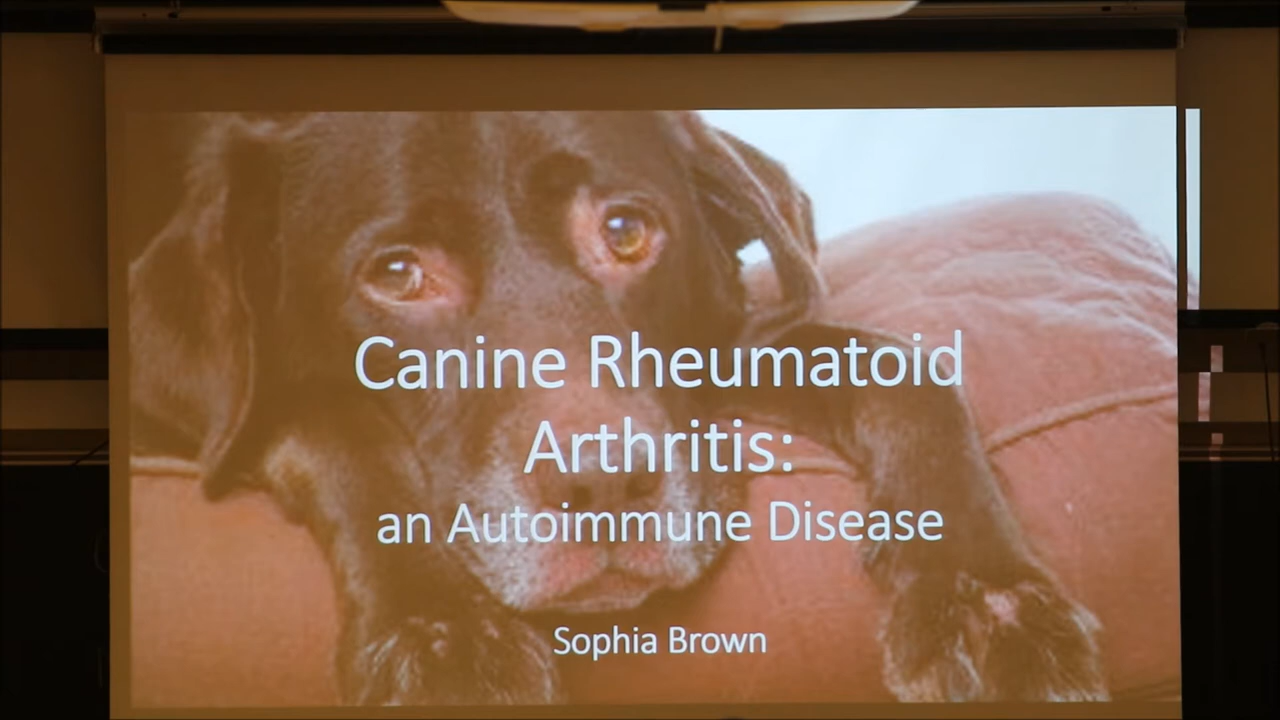 Canine Rheumatoid
Arthritis:
an Autoimmune Disease
Sophia Brown